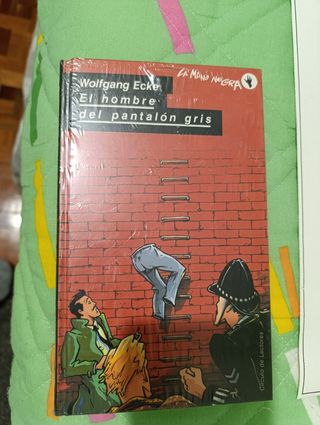 Wolfgang Ecke
LA MANO NEGRA
El hombre
del pantalón gris
Círculo de Lectores